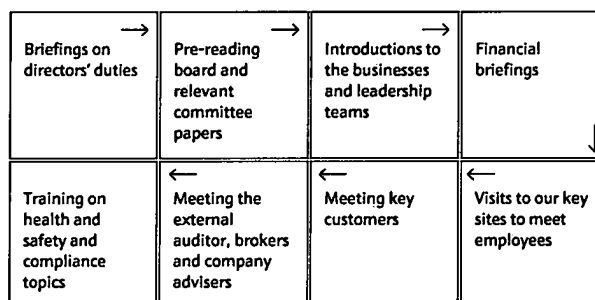 Briefings on
directors' duties
Pre-reading
board and
relevant
committee
papers
Introductions to
the businesses
and leadership
teams
Financial
briefings
Visits to our key
sites to meet
employees
Meeting key
customers
Meeting the
external
auditor, brokers
and company
advisers
Training on
health and
safety and
compliance
topics